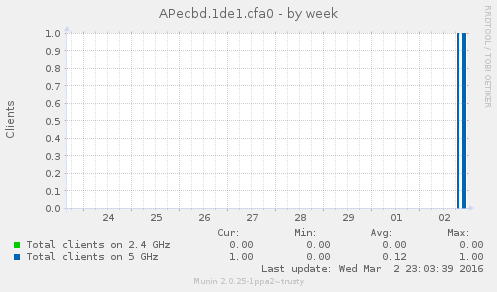 APecbd.1de1.cfa0 - by week
RRDTOOL / TOBI OETIKER
Clients
1.0
0.9
0.8
0.7
0.6
0.5
0.4
0.3
0.2
0.1
0.0
24 25 26 27 28 29 01 02
Cur: Min: Avg: Max:
Total clients on 2.4 GHz 0.00 0.00 0.00 0.00
Total clients on 5 GHz 1.00 0.00 0.12 1.00
Last update: Wed Mar 2 23:03:39 2016
Munin 2.0.25-1ppa2~trusty